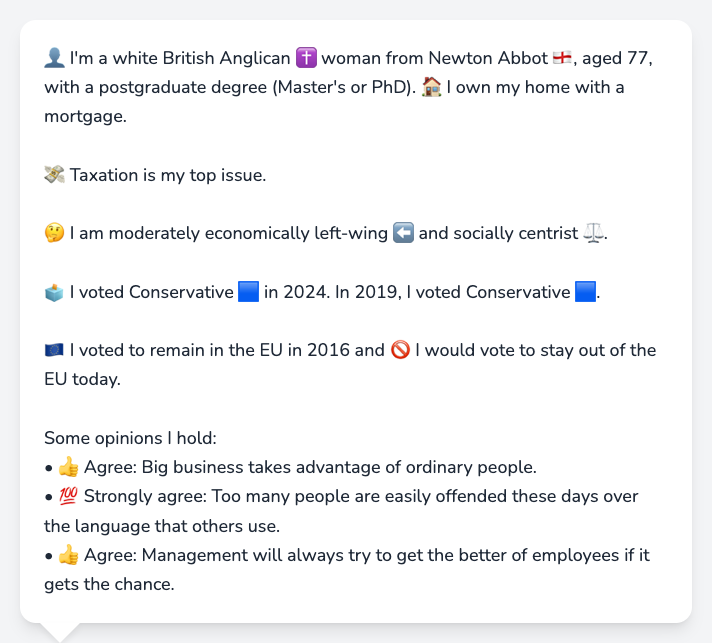 👤 I'm a white British Anglican ✝️ woman from Newton Abbot 🏴󠁧󠁢󠁥󠁮󠁧󠁿, aged 77,
with a postgraduate degree (Master's or PhD). 🏠 I own my home with a
mortgage.
💸 Taxation is my top issue.
🤔 I am moderately economically left-wing ⬅️ and socially centrist ⚖️.
🗳️ I voted Conservative 🟦 in 2024. In 2019, I voted Conservative 🟦.
🇪🇺 I voted to remain in the EU in 2016 and 🚫 I would vote to stay out of the
EU today.
Some opinions I hold:
• 👍 Agree: Big business takes advantage of ordinary people.
• 💯 Strongly agree: Too many people are easily offended these days over
the language that others use.
• 👍 Agree: Management will always try to get the better of employees if it
gets the chance.